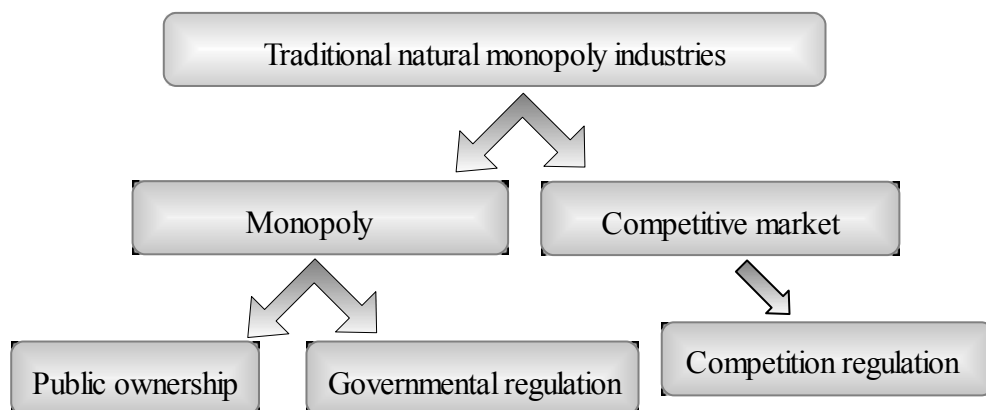 Traditional natural monopoly industries
Monopoly
Competitive market
Public ownership
Governmental regulation
Competition regulation